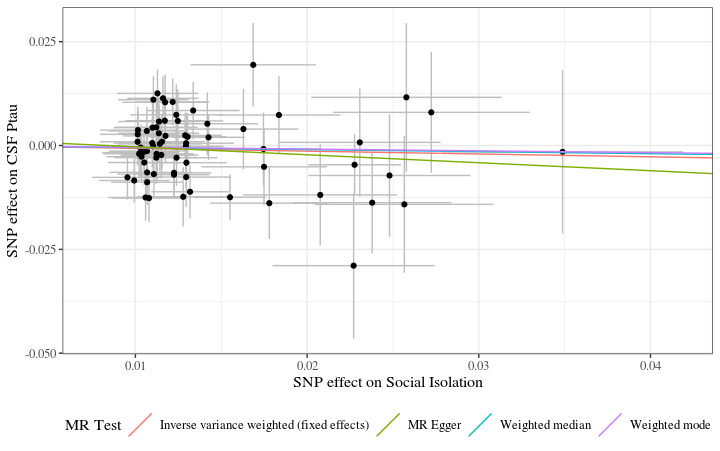 0.025
0.000
-0.025
-0.050
SNP effect on CSF Ptau
0.01 0.02 0.03 0.04
SNP effect on Social Isolation
MR Test Inverse variance weighted (fixed effects) MR Egger Weighted median Weighted mode